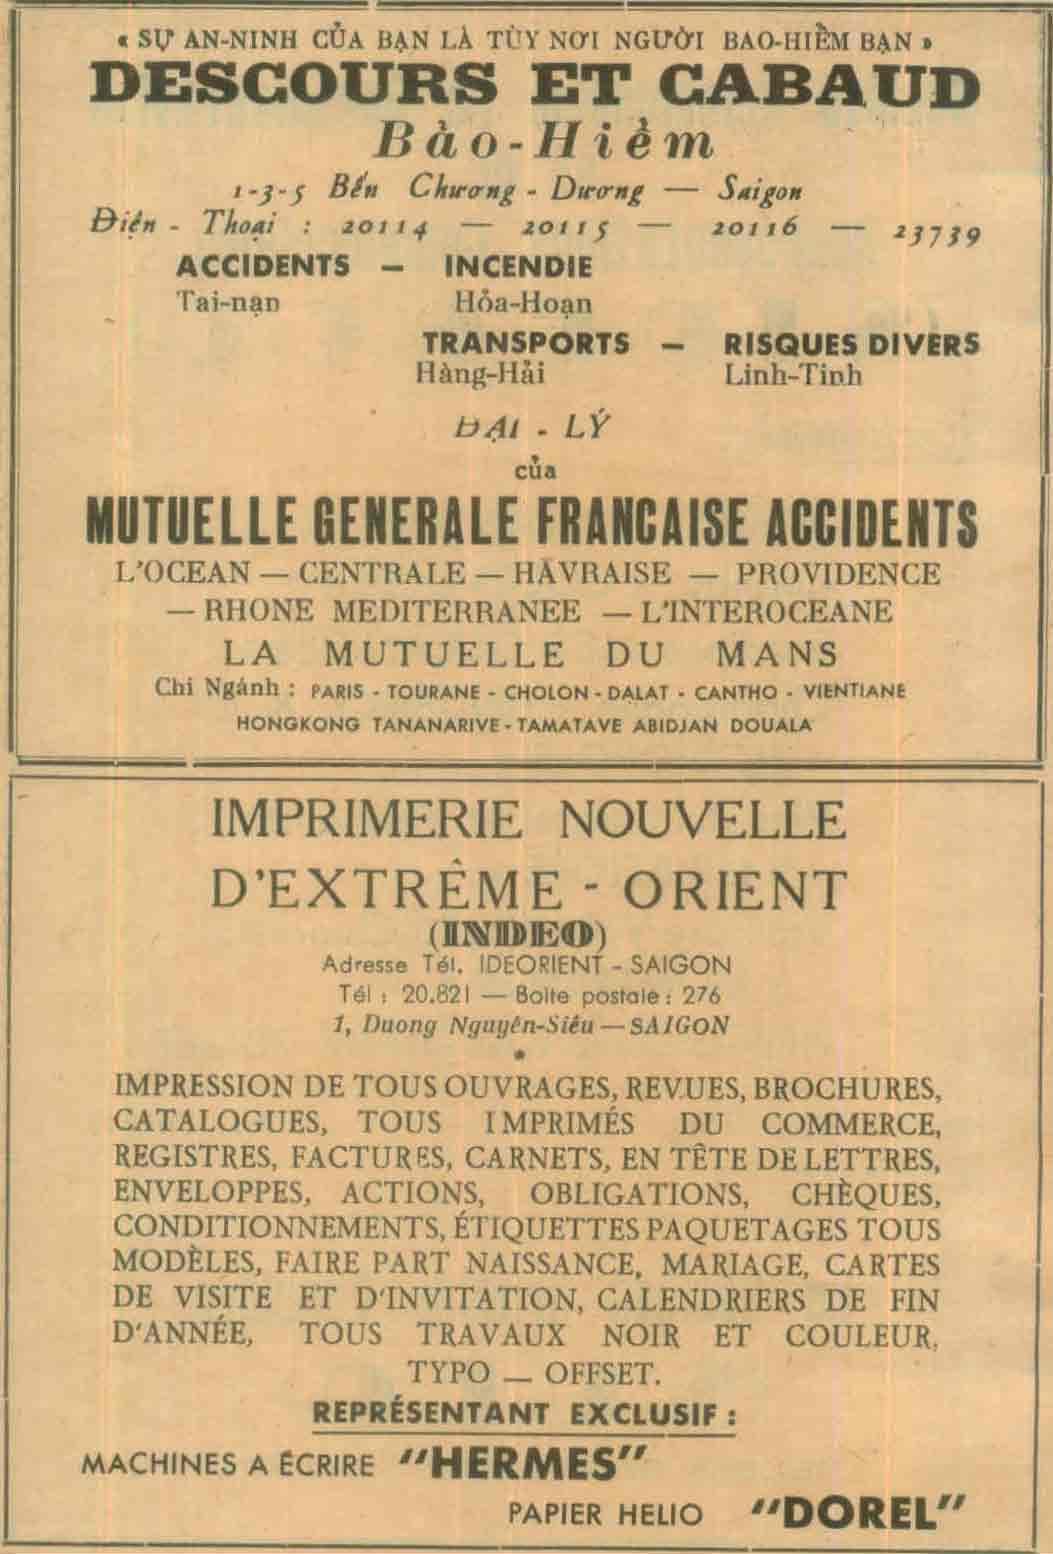 « SỰ AN-NINH CỦA BẠN LÀ TÙY NƠI NGƯỜI BAO-HIỂM BẠN »
DESCOURS ET CABAUD
Bảo-Hiểm
1-3-5 Bến Chương-Dương — Saigon
Điện-Thoại : 20114 — 20115 — 20116 — 23739
ACCIDENTS — INCENDIE
Tai-nạn Hỏa-Hoạn
TRANSPORTS — RISQUES DIVERS
Hàng-Hải Linh-Tinh
ĐẠI-LÝ
của
MUTUELLE GENERALE FRANCAISE ACCIDENTS
L'OCEAN — CENTRALE — HAVRAISE — PROVIDENCE
— RHONE MEDITERRANEE — L'INTEROCEANE
LA MUTUELLE DU MANS
Chi Ngánh : PARIS - TOURANE - CHOLON - DALAT - CANTHO - VIENTIANE
HONGKONG TANANARIVE - TAMATAVE ABIDJAN DOUALA
IMPRIMERIE NOUVELLE
D'EXTRÊME - ORIENT
(INDEO)
Adresse Tél. IDEORIENT - SAIGON
Tél : 20.821 — Boite postale : 276
1, Duong Nguyên-Siêu — SAIGON
*
IMPRESSION DE TOUS OUVRAGES, REVUES, BROCHURES,
CATALOGUES, TOUS IMPRIMÉS DU COMMERCE,
REGISTRES, FACTURES, CARNETS, EN TÊTE DE LETTRES,
ENVELOPPES, ACTIONS, OBLIGATIONS, CHÈQUES,
CONDITIONNEMENTS, ÉTIQUETTES PAQUETAGES TOUS
MODÈLES, FAIRE PART NAISSANCE, MARIAGE, CARTES
DE VISITE ET D'INVITATION, CALENDRIERS DE FIN
D'ANNÉE, TOUS TRAVAUX NOIR ET COULEUR,
TYPO — OFFSET.
REPRÉSENTANT EXCLUSIF :
MACHINES A ÉCRIRE "HERMES"
PAPIER HELIO "DOREL"